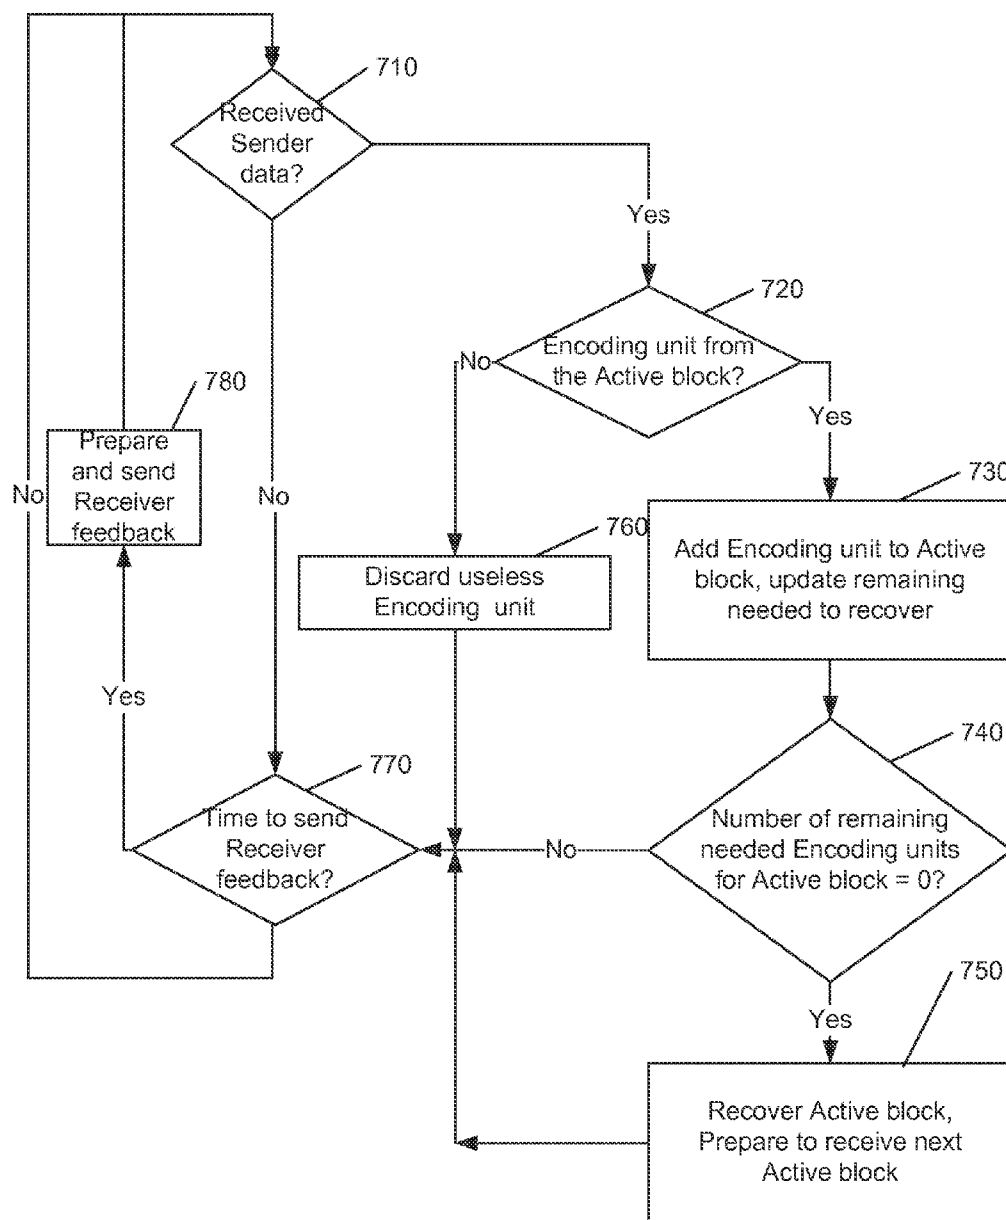 710
Received
Sender
data?
Yes
720
Encoding unit from
the Active block?
No
Yes
780
Prepare
and send
Receiver
feedback
No
No
730
Add Encoding unit to Active
block, update remaining
needed to recover
760
Discard useless
Encoding unit
Yes
740
Number of remaining
needed Encoding units
for Active block = 0?
770
Time to send
Receiver
feedback?
No
Yes
750
Recover Active block,
Prepare to receive next
Active block